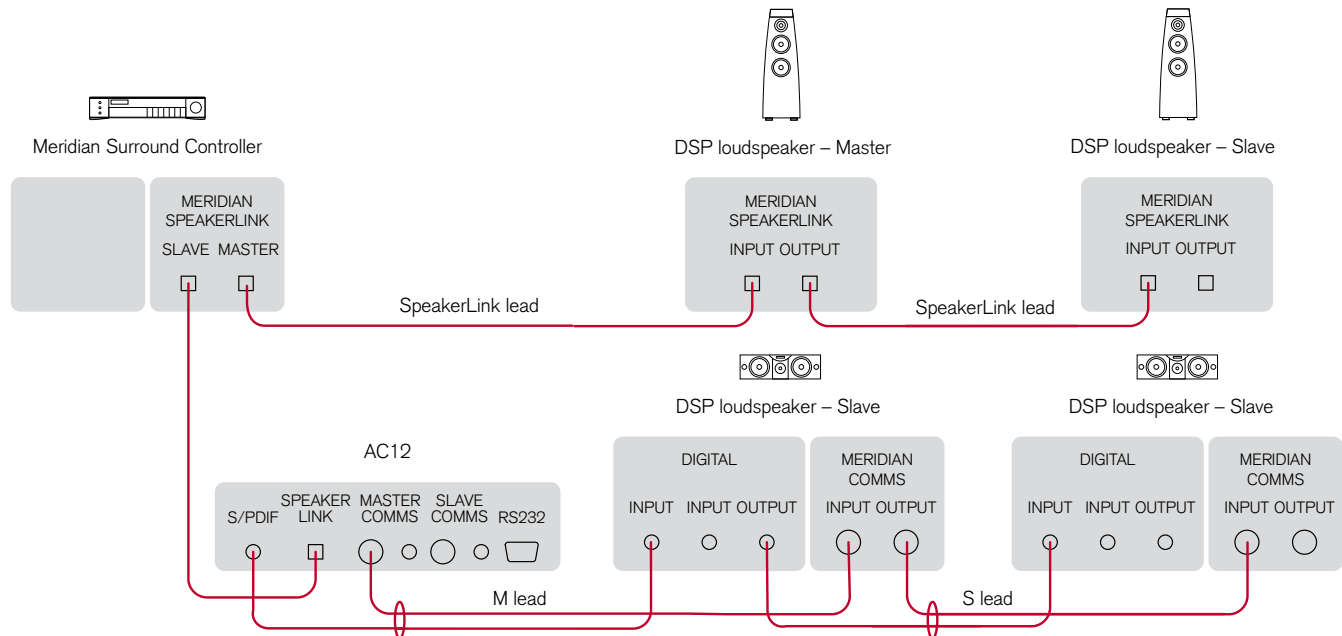 Meridian Surround Controller
DSP loudspeaker – Master
DSP loudspeaker – Slave
MERIDIAN
SPEAKERLINK
SLAVE MASTER
MERIDIAN
SPEAKERLINK
INPUT OUTPUT
MERIDIAN
SPEAKERLINK
INPUT OUTPUT
SpeakerLink lead
SpeakerLink lead
DSP loudspeaker – Slave
DSP loudspeaker – Slave
AC12
S/PDIF
SPEAKER
LINK
MASTER
COMMS
SLAVE
COMMS
RS232
DIGITAL
INPUT INPUT OUTPUT
MERIDIAN
COMMS
INPUT OUTPUT
DIGITAL
INPUT INPUT OUTPUT
MERIDIAN
COMMS
INPUT OUTPUT
M lead
S lead